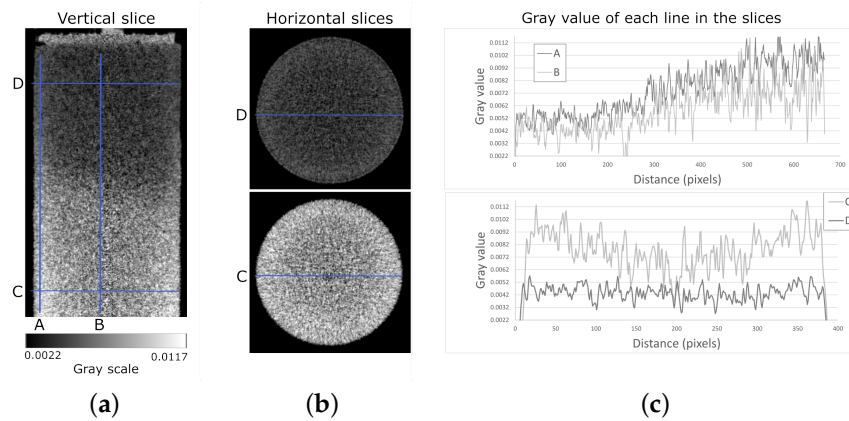 Vertical slice
Horizontal slices
Gray value of each line in the slices
D
C
A B
0.0022 0.0117
Gray scale
D
C
Gray value
0.0112
0.0102
0.0092
0.0082
0.0072
0.0062
0.0052
0.0042
0.0032
0.0022
A
B
0 100 200 300 400 500 600 700
Distance (pixels)
Gray value
0.0112
0.0102
0.0092
0.0082
0.0072
0.0062
0.0052
0.0042
0.0032
0.0022
C
0 50 100 150 200 250 300 350 400
Distance (pixels)
(a) (b) (c)